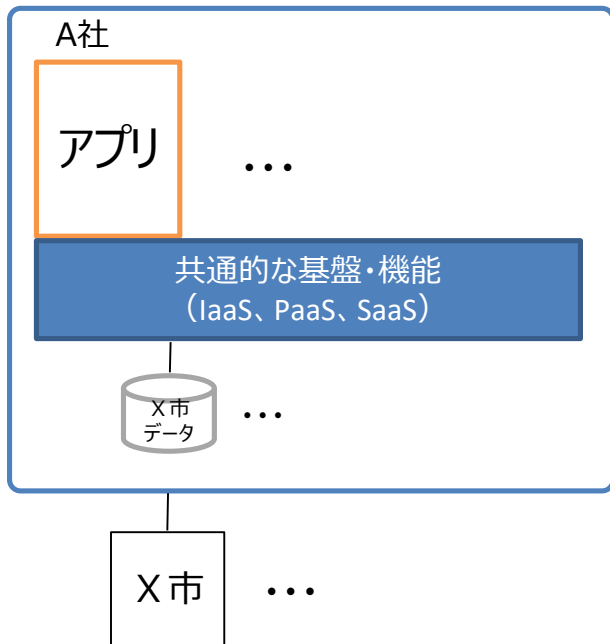 A社
アプリ
…
共通的な基盤・機能
（IaaS、PaaS、SaaS）
X市
データ
…
X市
…